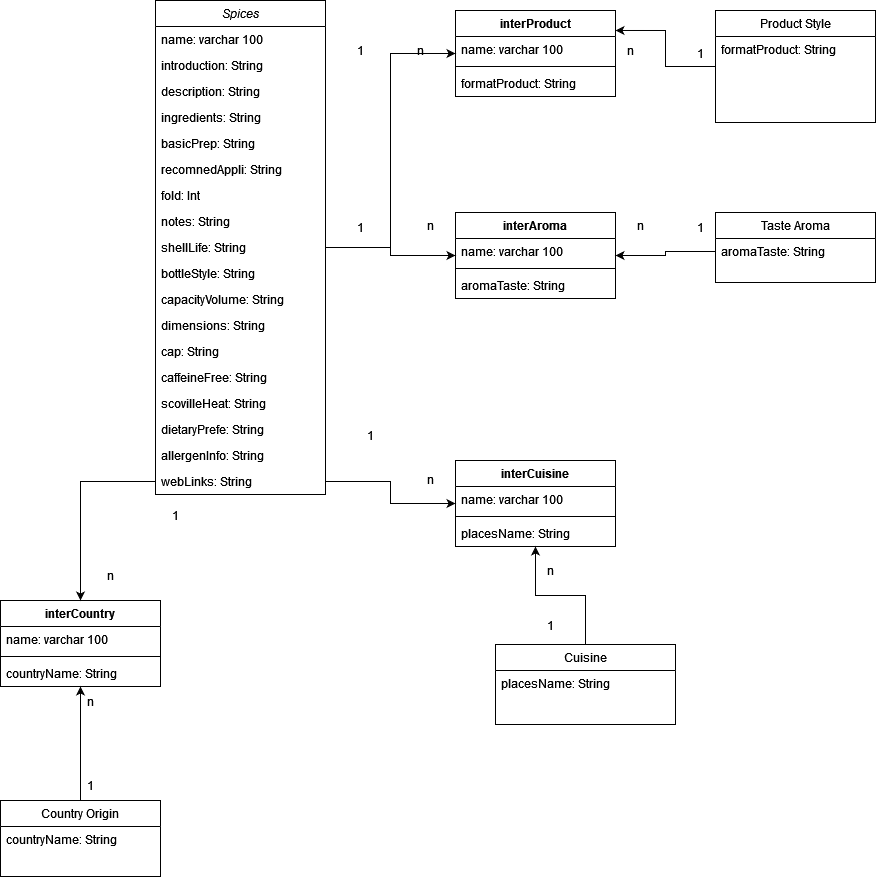 Spices
name: varchar 100
introduction: String
description: String
ingredients: String
basicPrep: String
recomnedAppli: String
fold: Int
notes: String
shellLife: String
bottleStyle: String
capacityVolume: String
dimensions: String
cap: String
caffeineFree: String
scovilleHeat: String
dietaryPrefe: String
allergenInfo: String
webLinks: String
1
n
interProduct
name: varchar 100
formatProduct: String
n
1
Product Style
formatProduct: String
1
n
interAroma
name: varchar 100
aromaTaste: String
n
1
Taste Aroma
aromaTaste: String
1
n
interCuisine
name: varchar 100
placesName: String
n
1
Cuisine
placesName: String
1
n
interCountry
name: varchar 100
countryName: String
n
1
Country Origin
countryName: String